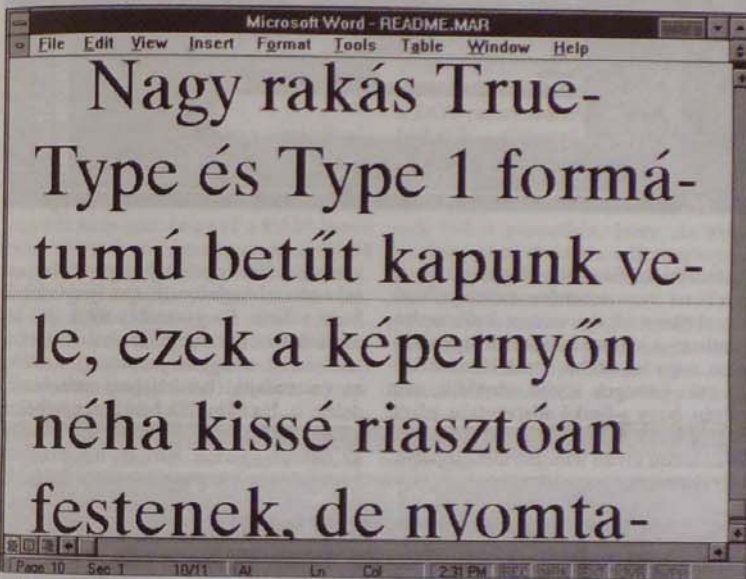 Microsoft Word - README.MAR
File Edit View Insert Format Tools Table Window Help
Nagy rakás True-
Type és Type 1 formá-
tumú betűt kapunk ve-
le, ezek a képernyőn
néha kissé riasztóan
festenek, de nyomta-
Page 10 Sec 1 10/11 At Ln Col 2:31 PM